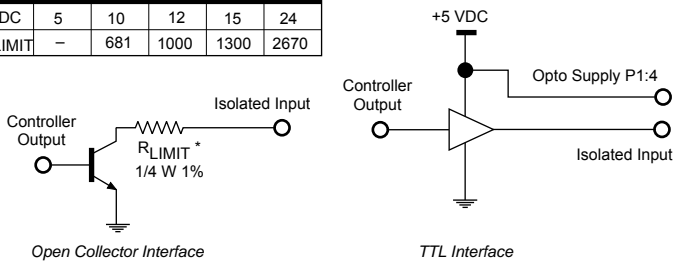 DC 5 10 12 15 24
LIMIT – 681 1000 1300 2670
+5 VDC
Opto Supply P1:4
Controller
Output
Isolated Input
Controller
Output
RLIMIT *
1/4 W 1%
Isolated Input
Open Collector Interface
TTL Interface